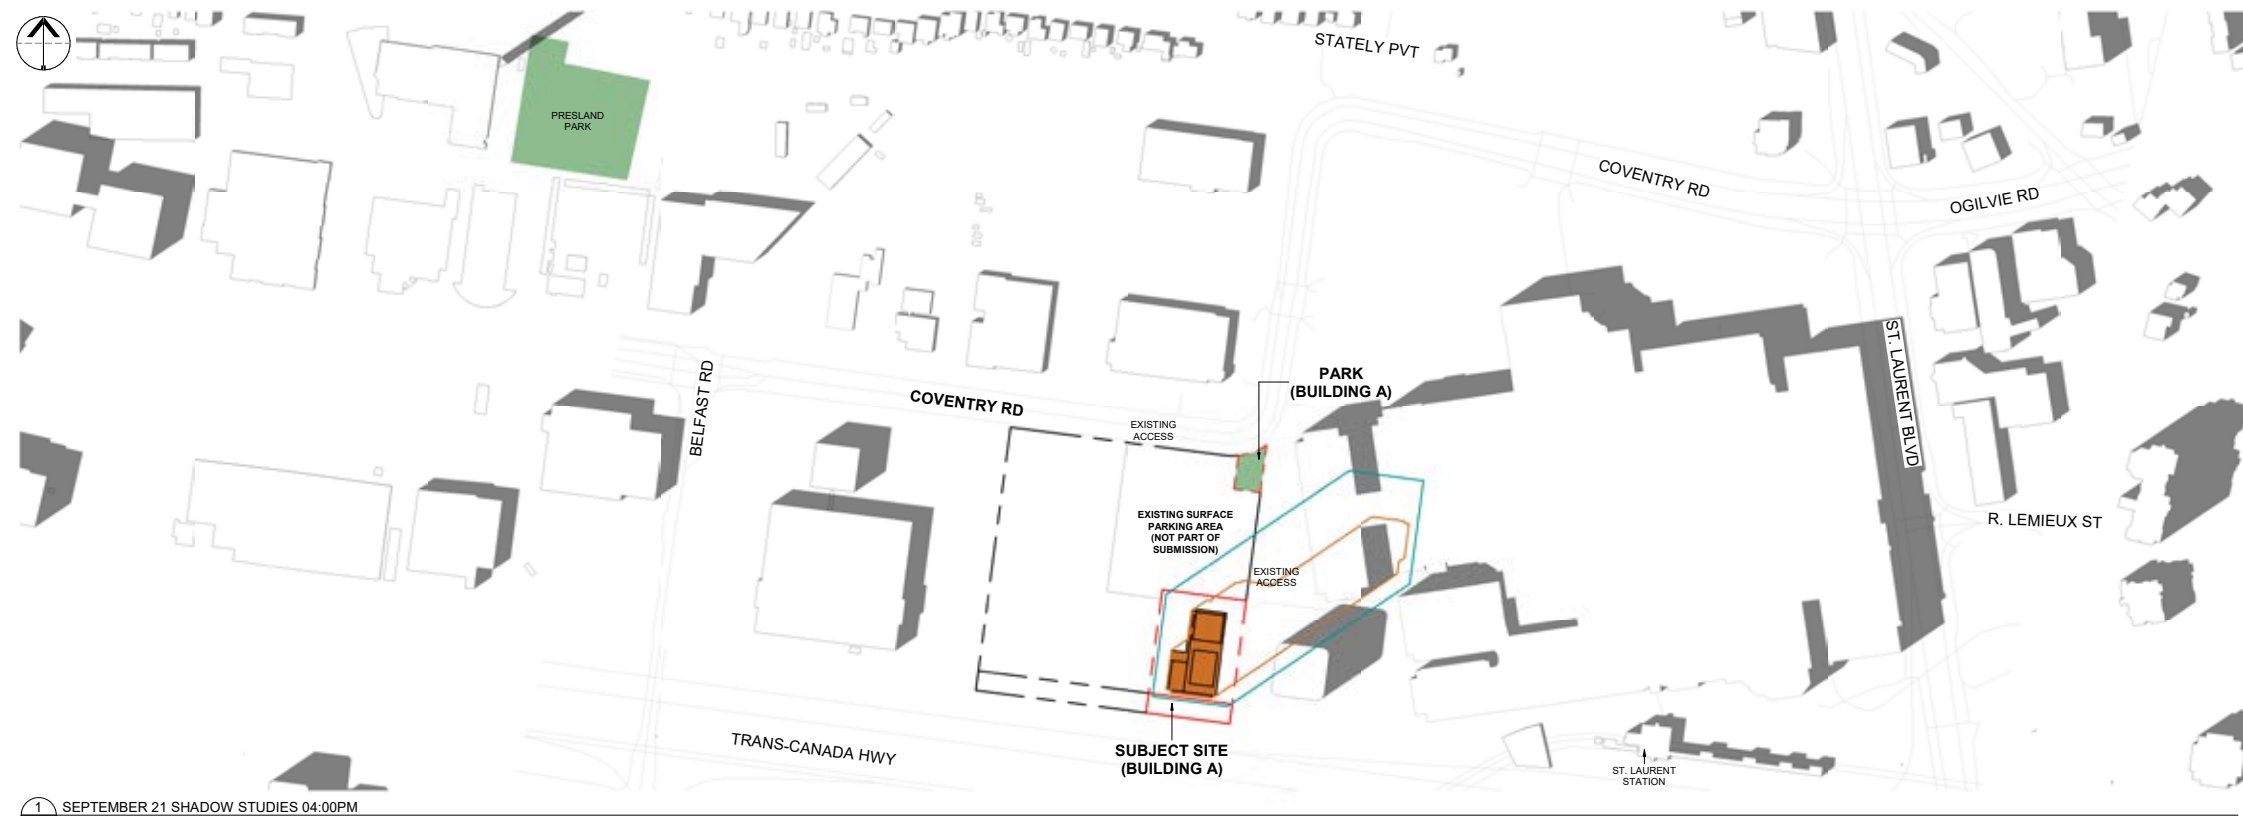 STATELY PVT
PRESLAND
PARK
COVENTRY RD
OGILVIE RD
ST. LAURENT BLVD
BELFAST RD
PARK
(BUILDING A)
COVENTRY RD
EXISTING
ACCESS
EXISTING SURFACE
PARKING AREA
(NOT PART OF
SUBMISSION)
R. LEMIEUX ST
EXISTING
ACCESS
TRANS-CANADA HWY
SUBJECT SITE
(BUILDING A)
ST. LAURENT
STATION
1 SEPTEMBER 21 SHADOW STUDIES 04:00PM